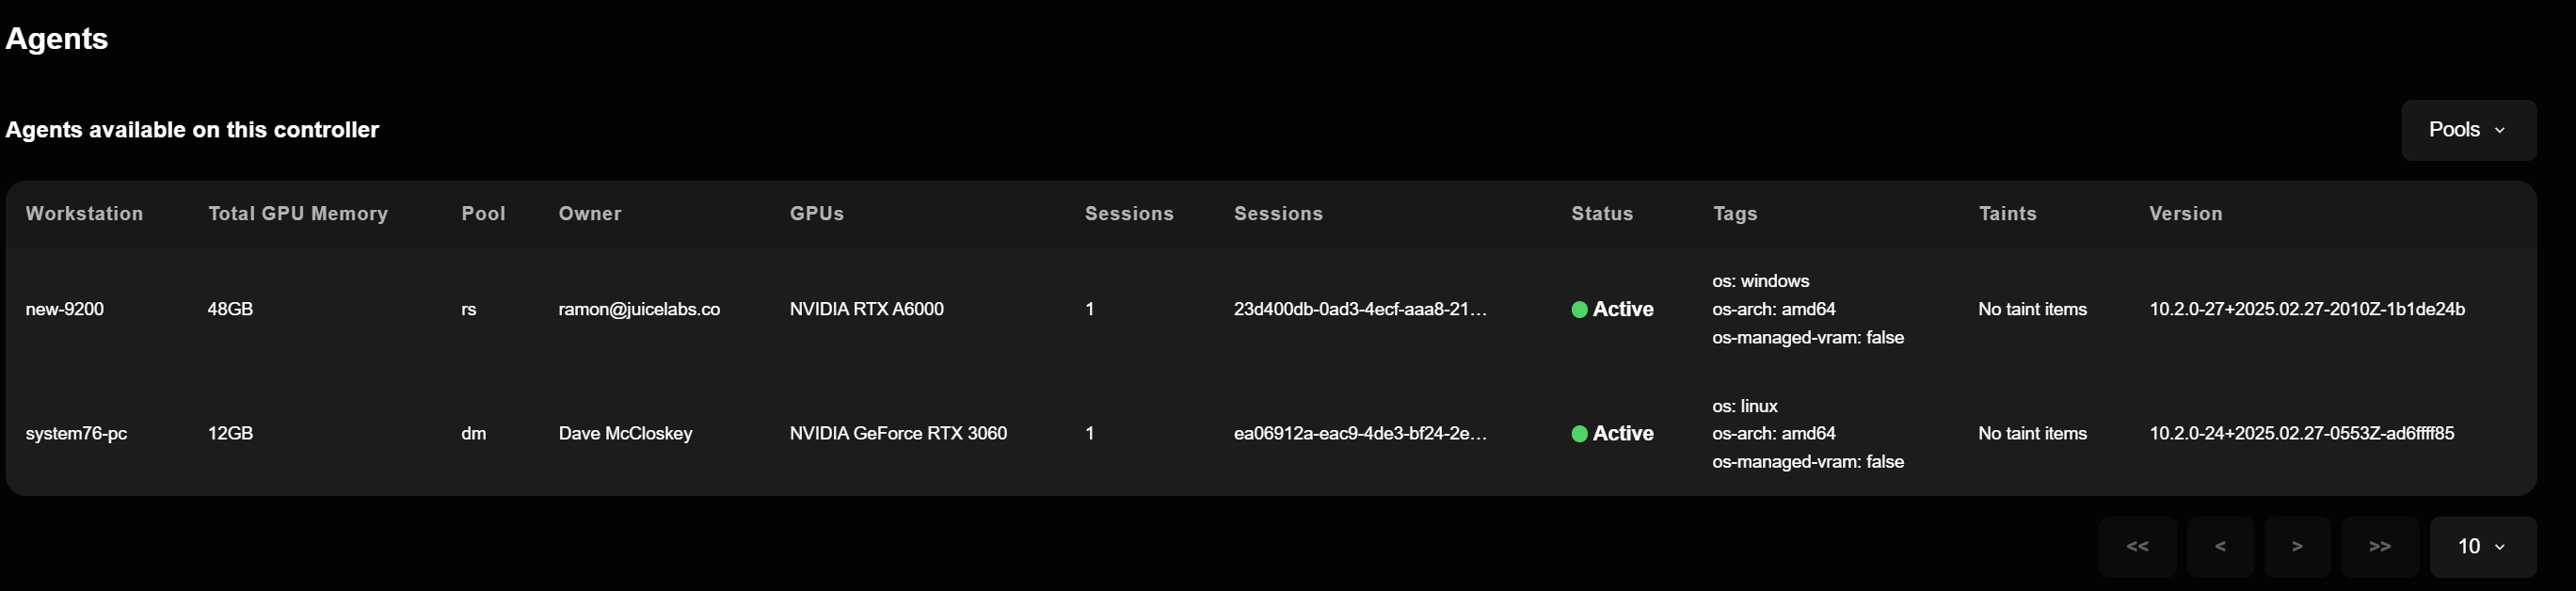 Agents
Agents available on this controller
Pools
Workstation Total GPU Memory Pool Owner GPUs Sessions Sessions Status Tags Taints Version
new-9200 48GB rs ramon@juicelabs.co NVIDIA RTX A6000 1 23d400db-0ad3-4ecf-aaa8-21... Active os: windows
os-arch: amd64
os-managed-vram: false No taint items 10.2.0-27+2025.02.27-2010Z-1b1de24b
system76-pc 12GB dm Dave McCloskey NVIDIA GeForce RTX 3060 1 ea06912a-eac9-4de3-bf24-2e... Active os: linux
os-arch: amd64
os-managed-vram: false No taint items 10.2.0-24+2025.02.27-0553Z-ad6ffff85
<< < > >> 10